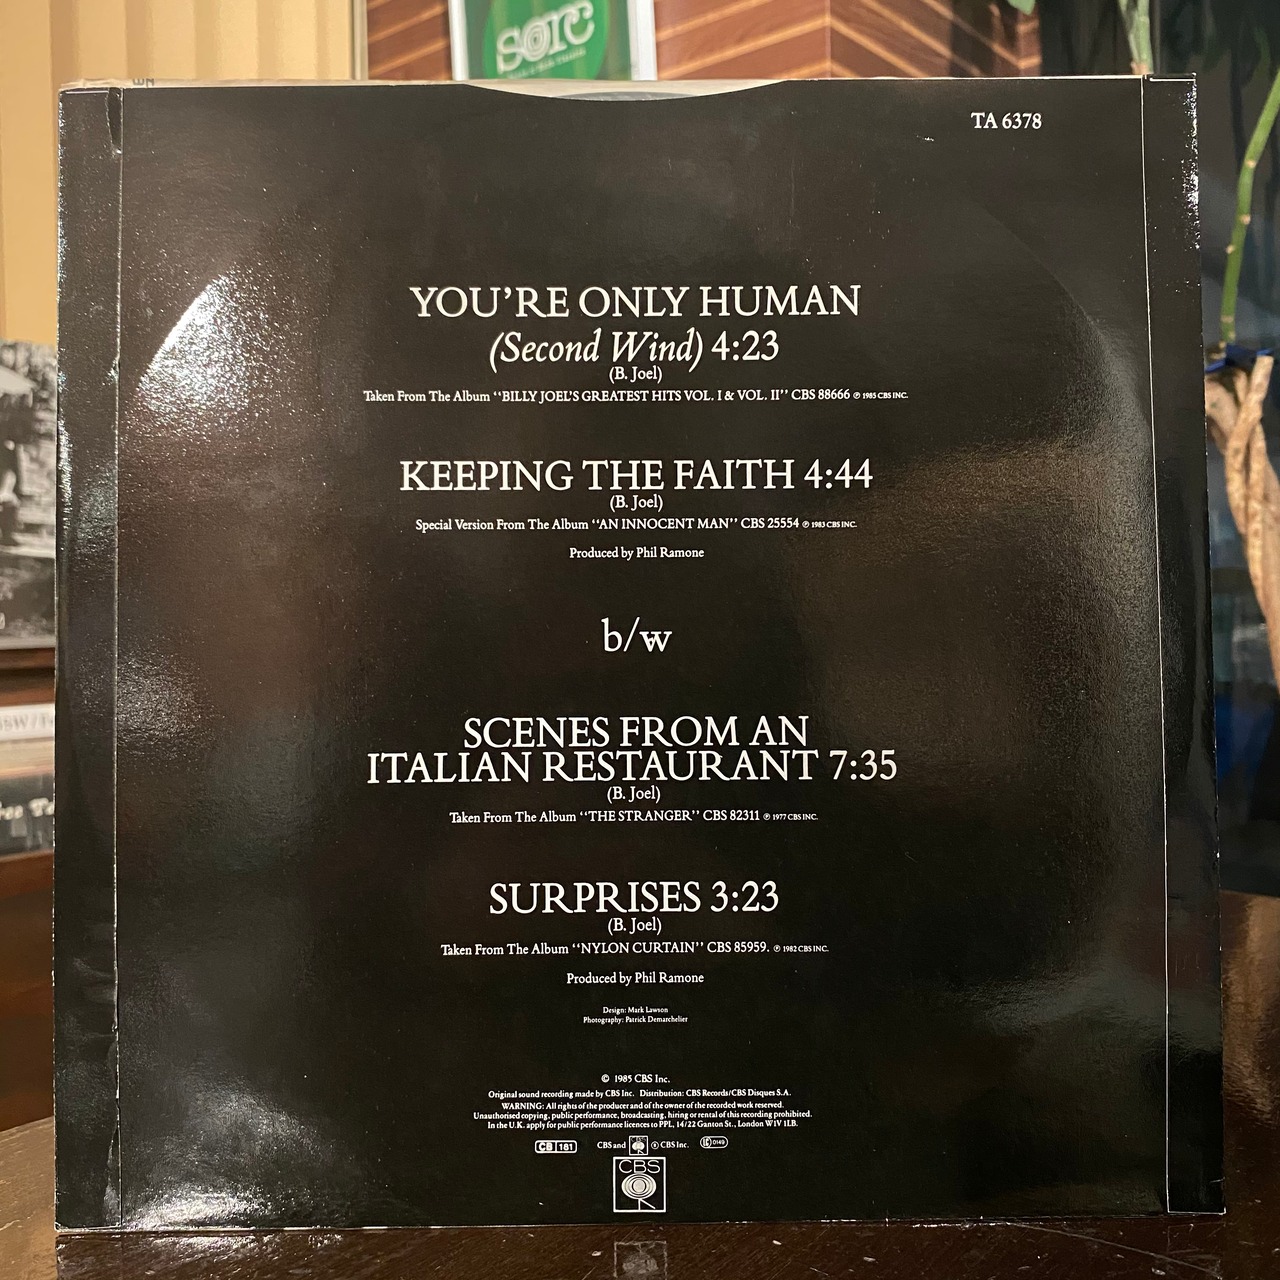 sorc
TA 6378
YOU'RE ONLY HUMAN
(Second Wind) 4:23
(B. Joel)
Taken From The Album “BILLY JOEL'S GREATEST HITS VOL. I & VOL. II” CBS 88666 ℗ 1985 CBS INC.
KEEPING THE FAITH 4:44
(B. Joel)
Special Version From The Album “AN INNOCENT MAN” CBS 25554 ℗ 1983 CBS INC.
Produced by Phil Ramone
b/w
SCENES FROM AN
ITALIAN RESTAURANT 7:35
(B. Joel)
Taken From The Album “THE STRANGER” CBS 82311 ℗ 1977 CBS INC.
SURPRISES 3:23
(B. Joel)
Taken From The Album “NYLON CURTAIN” CBS 85959. ℗ 1982 CBS INC.
Produced by Phil Ramone
Design: Mark Lawson
Photography: Patrick Demarchelier
© 1985 CBS Inc.
Original sound recording made by CBS Inc. Distribution: CBS Records/CBS Disques S.A.
WARNING: All rights of the producer and of the owner of the recorded work reserved.
Unauthorised copying, public performance, broadcasting, hiring or rental of this recording prohibited.
In the U.K. apply for public performance licences to PPL, 14/22 Ganton St., London W1V 1LB.
CB 181 CBS and ® CBS Inc. LC 0149
CBS